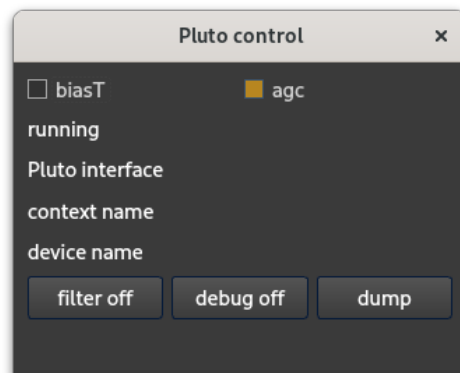 Pluto control
biasT agc
running
Pluto interface
context name
device name
filter off debug off dump